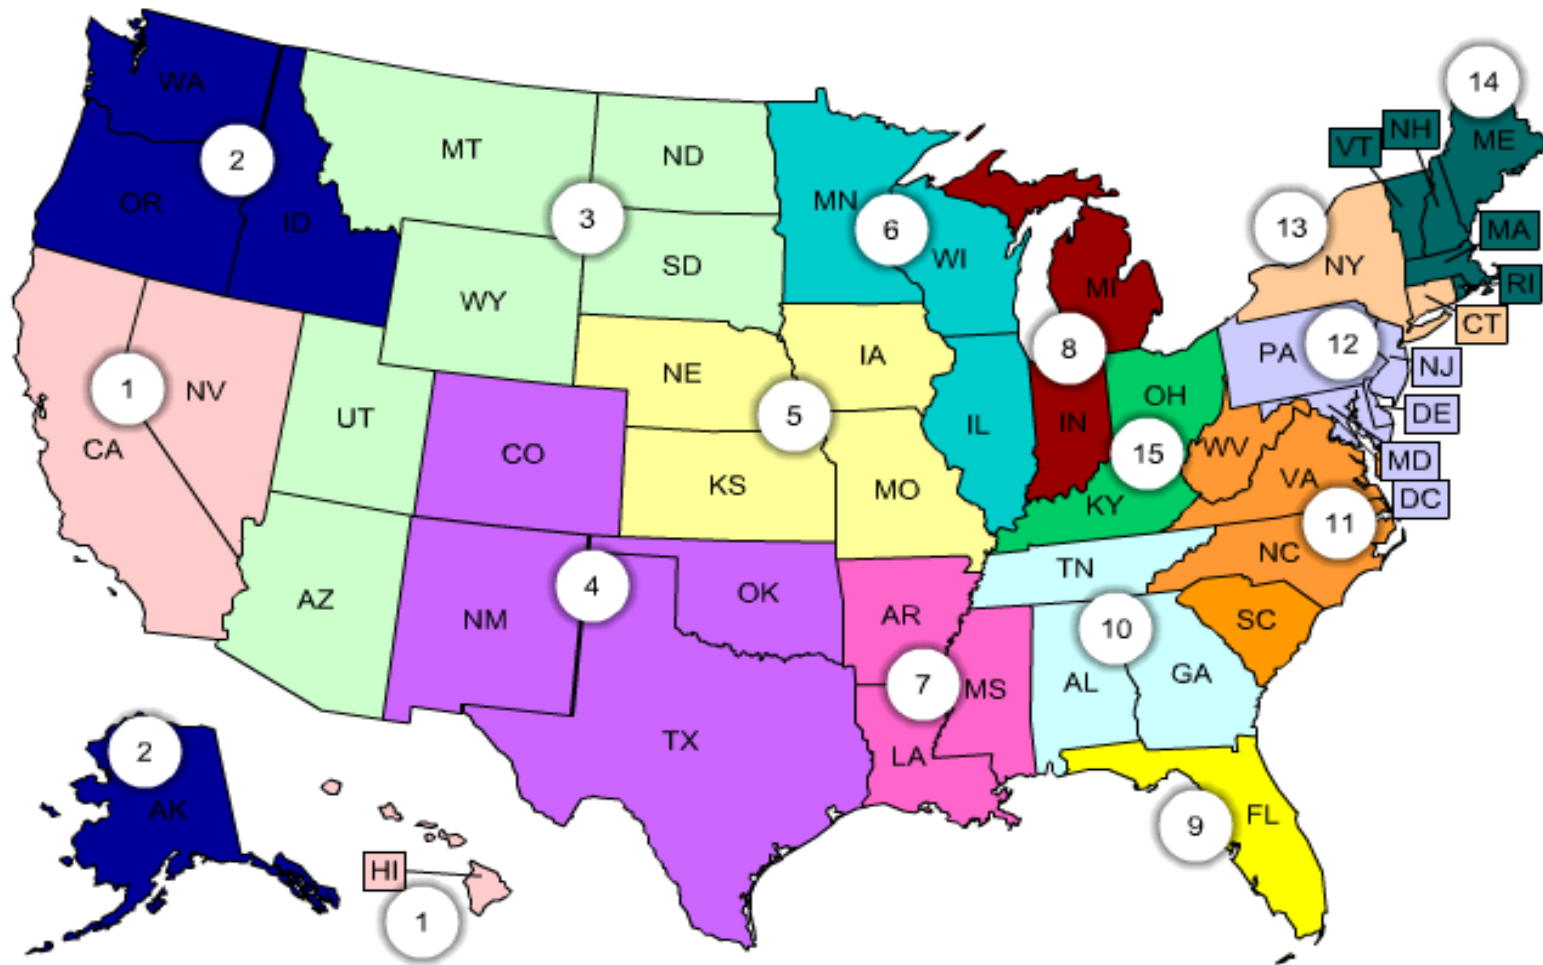 14
WA
NH
VT
ME
MT
ND
2
OR
ID
3
MN
6
13
MA
WI
NY
SD
MI
RI
WY
CT
IA
8
PA
12
NE
NJ
1
NV
UT
OH
DE
5
IL
IN
CA
CO
15
WV
MD
KS
MO
VA
DC
KY
11
NC
TN
4
OK
AZ
NM
AR
10
SC
GA
7
MS
AL
TX
2
LA
AK
9
FL
HI
1